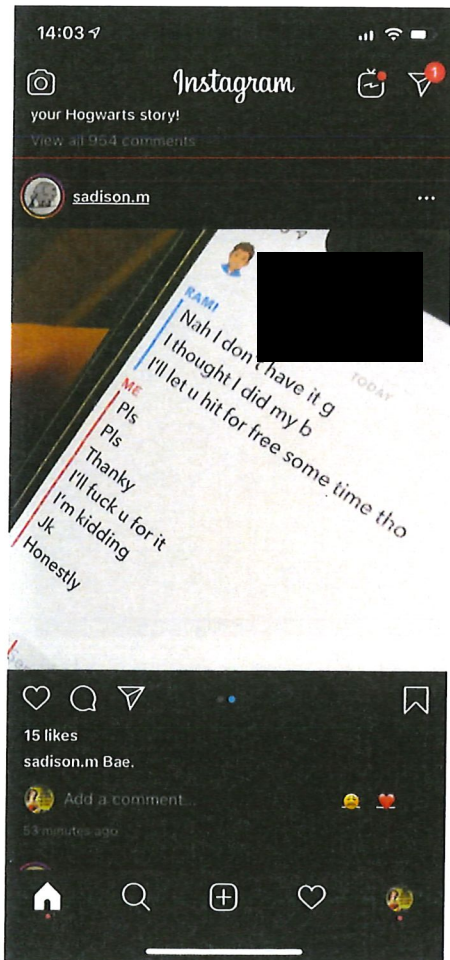 14:03
Instagram
1
your Hogwarts story!
View all 954 comments
sadison.m
TODAY
RAMI
Nah I don't have it g
I thought I did my b
I'll let u hit for free some time tho
ME
Pls
Pls
Thanky
I'll fuck u for it
I'm kidding
Jk
Honestly
15 likes
sadison.m Bae.
Add a comment...
53 minutes ago